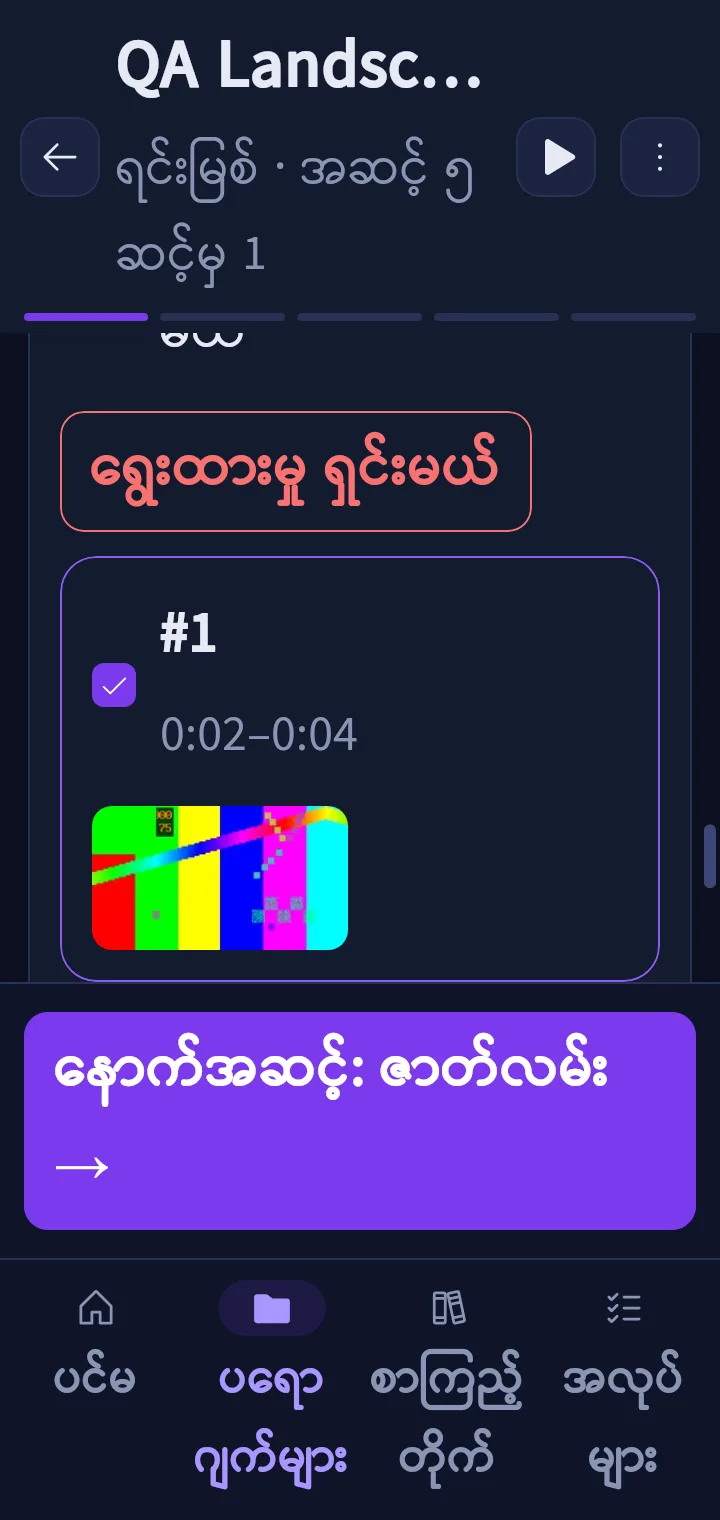 QA Landsc…
ရင်းမြစ် · အဆင့် ၅
ဆင့်မှ 1
ရွေးထားမှု ရှင်းမယ်
#1
0:02–0:04
နောက်အဆင့်: ဇာတ်လမ်း
→
ပင်မ
ပရော
ဂျက်များ
စာကြည့်
တိုက်
အလုပ်
များ